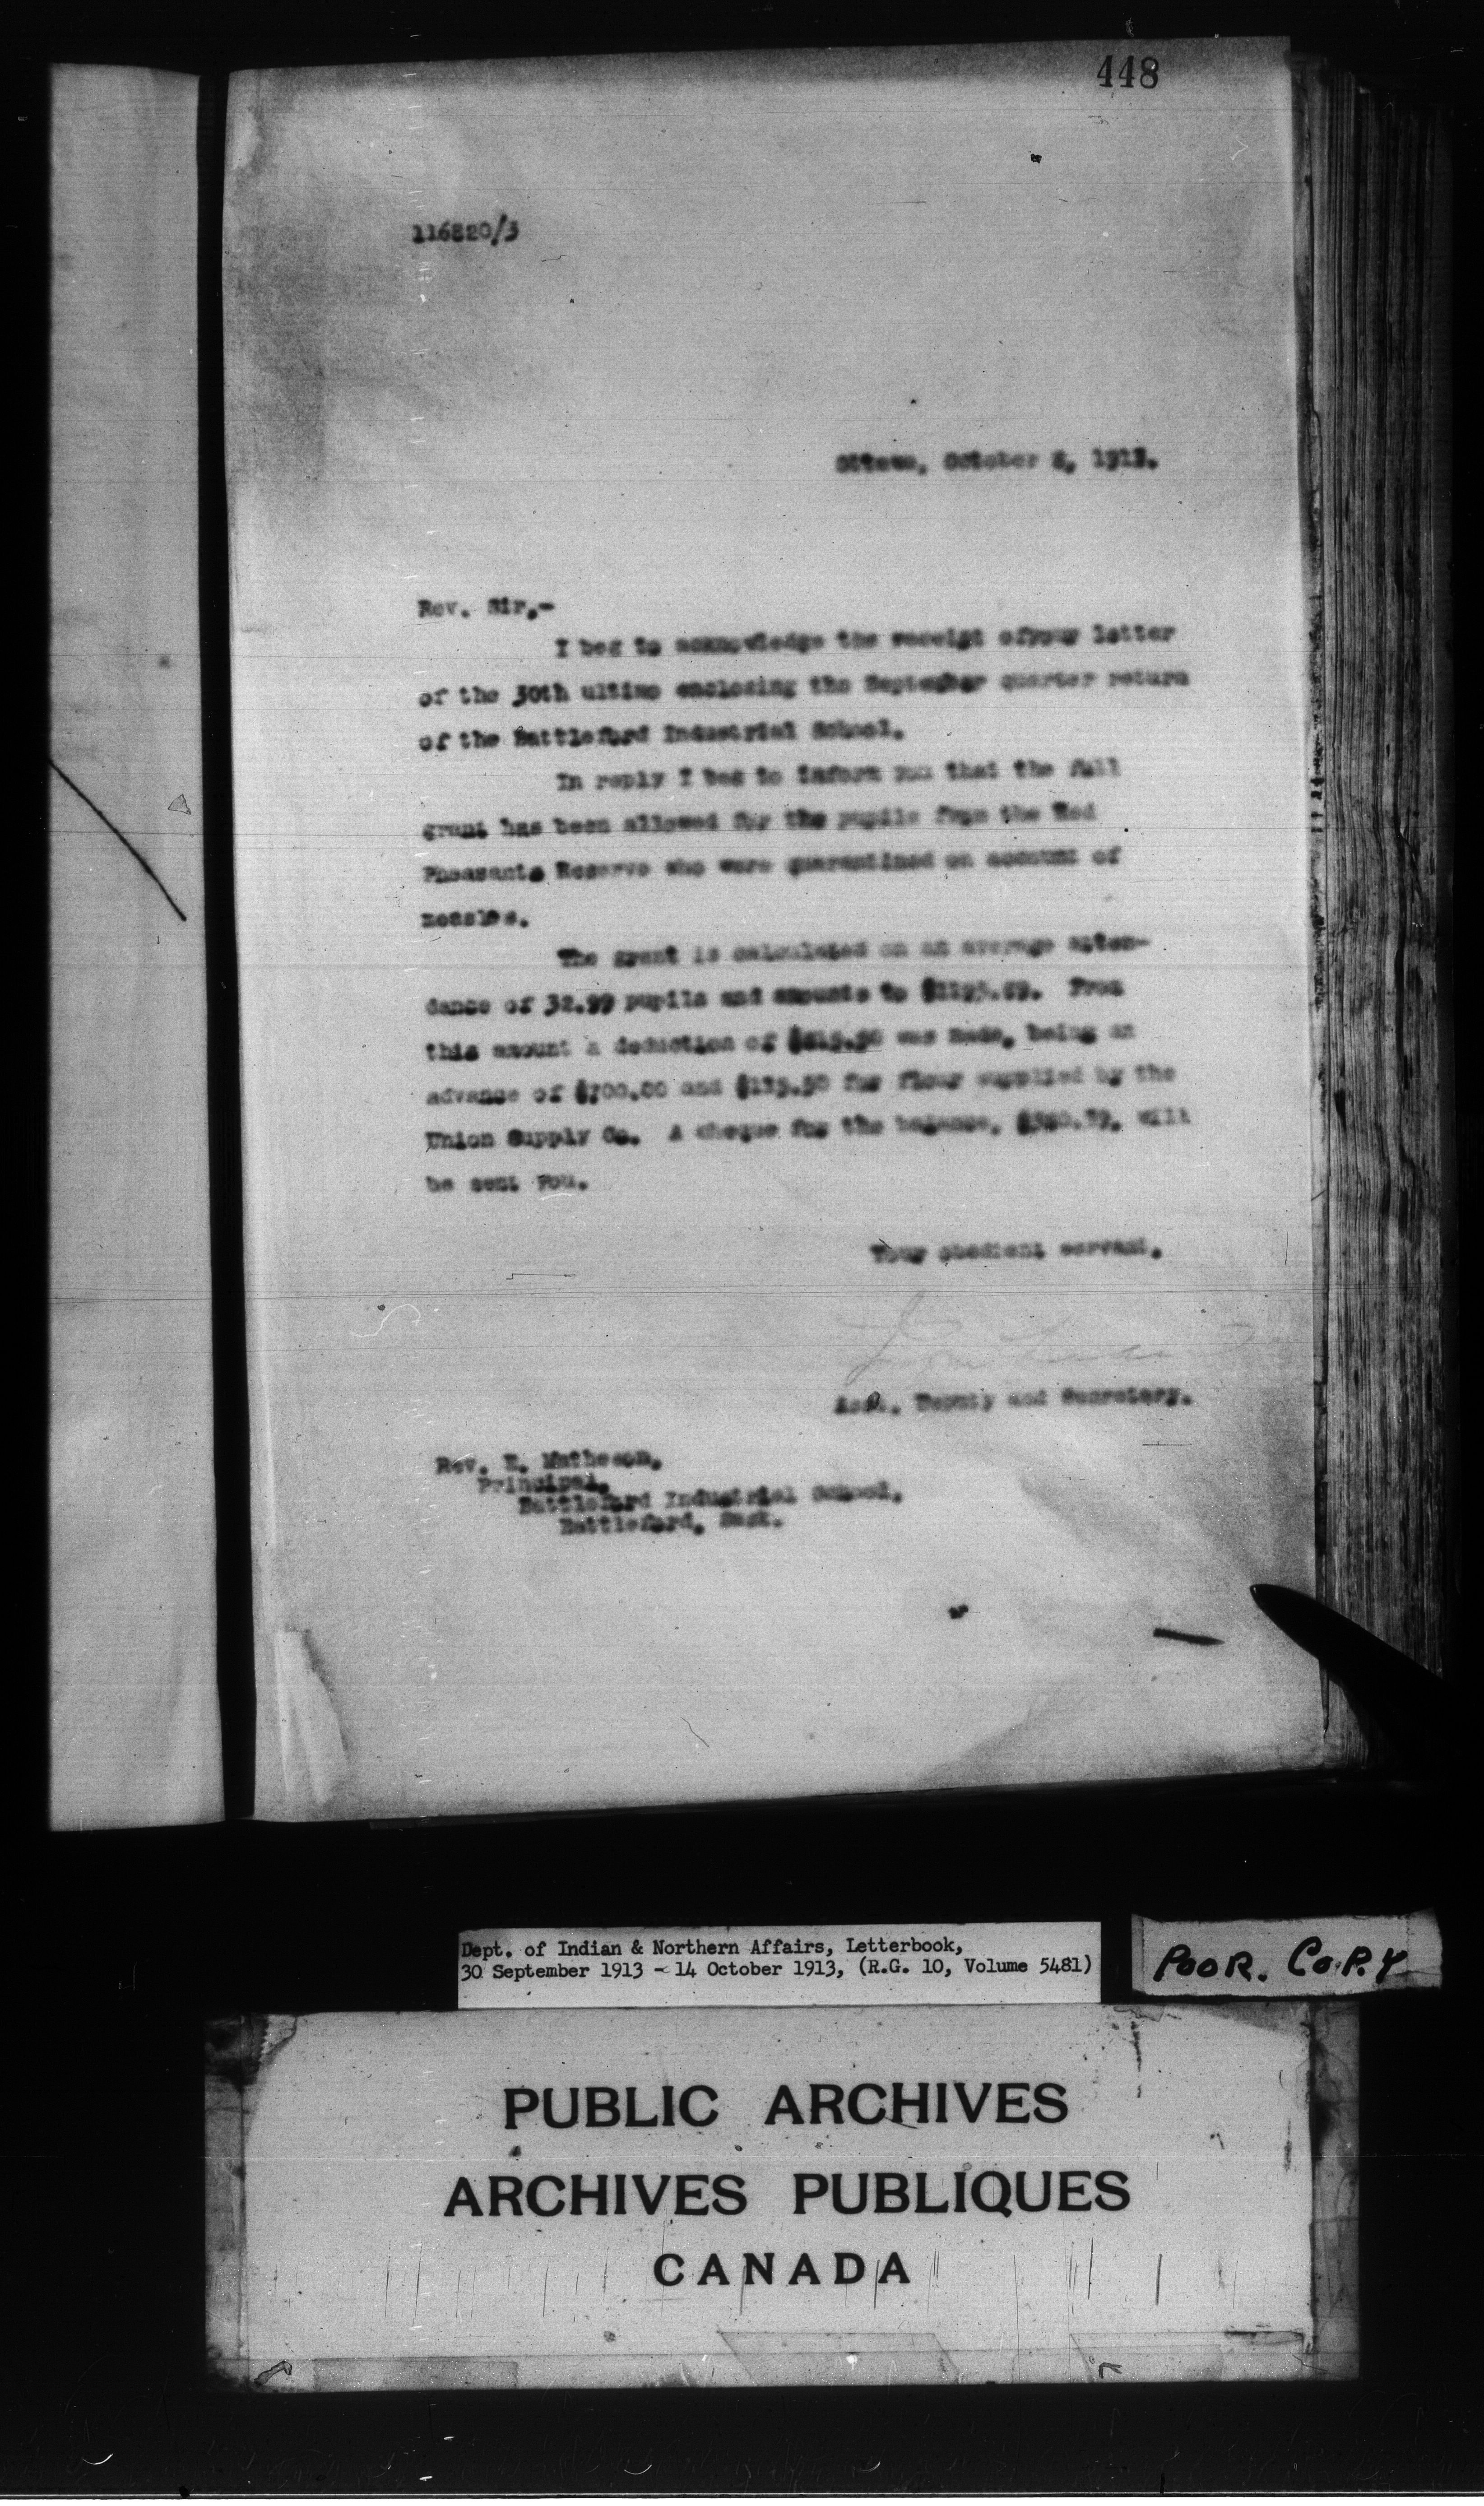 448
116820/3
Ottawa, October 8, 1913.
Rev. Sir,-
I beg to acknowledge the receipt ofyour letter
of the 30th ultimo enclosing the September quarter return
of the Battleford Industrial School.
In reply I beg to inform you that the full
grant has been allowed for the pupils from the Red
Pheasants Reserve who were quarantined on account of
measles.
The grant is calculated on an average atten-
dance of 32.99 pupils and amounts to From
this amount a deduction of was made, being an
advance of $700.00 and for flour supplied by the
Union Supply Co. A cheque for the balance, will
be sent you.
Your obedient servant,
Asst. Deputy and Secretary.
Rev. E. Matheson,
Principal,
Battleford Industrial School,
Battleford, Sask.
Dept. of Indian & Northern Affairs, Letterbook,
30 September 1913 - 14 October 1913, (R.G. 10, Volume 5481)
POOR. COPY
PUBLIC ARCHIVES
ARCHIVES PUBLIQUES
CANADA